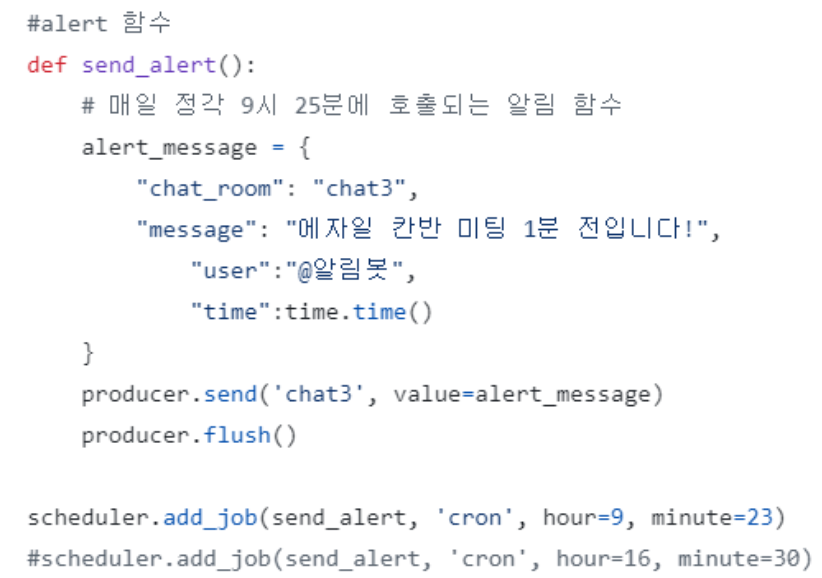 #alert 함수
def send_alert():
    # 매일 정각 9시 25분에 호출되는 알림 함수
    alert_message = {
        "chat_room": "chat3",
        "message": "에자일 칸반 미팅 1분 전입니다!",
            "user":"@알림봇",
            "time":time.time()
    }
    producer.send('chat3', value=alert_message)
    producer.flush()

scheduler.add_job(send_alert, 'cron', hour=9, minute=23)
#scheduler.add_job(send_alert, 'cron', hour=16, minute=30)